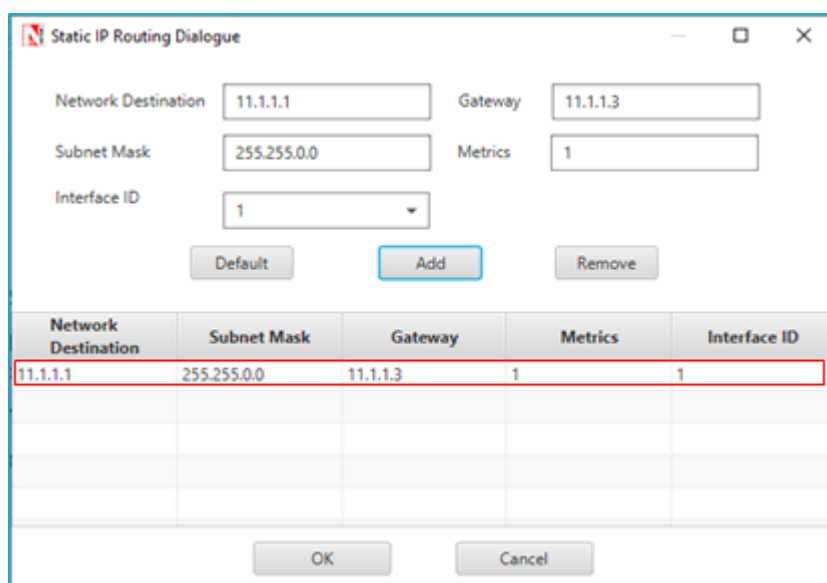 Static IP Routing Dialogue
Network Destination 11.1.1.1 Gateway 11.1.1.3
Subnet Mask 255.255.0.0 Metrics 1
Interface ID 1
Default Add Remove
Network Destination Subnet Mask Gateway Metrics Interface ID
11.1.1.1 255.255.0.0 11.1.1.3 1 1
OK Cancel